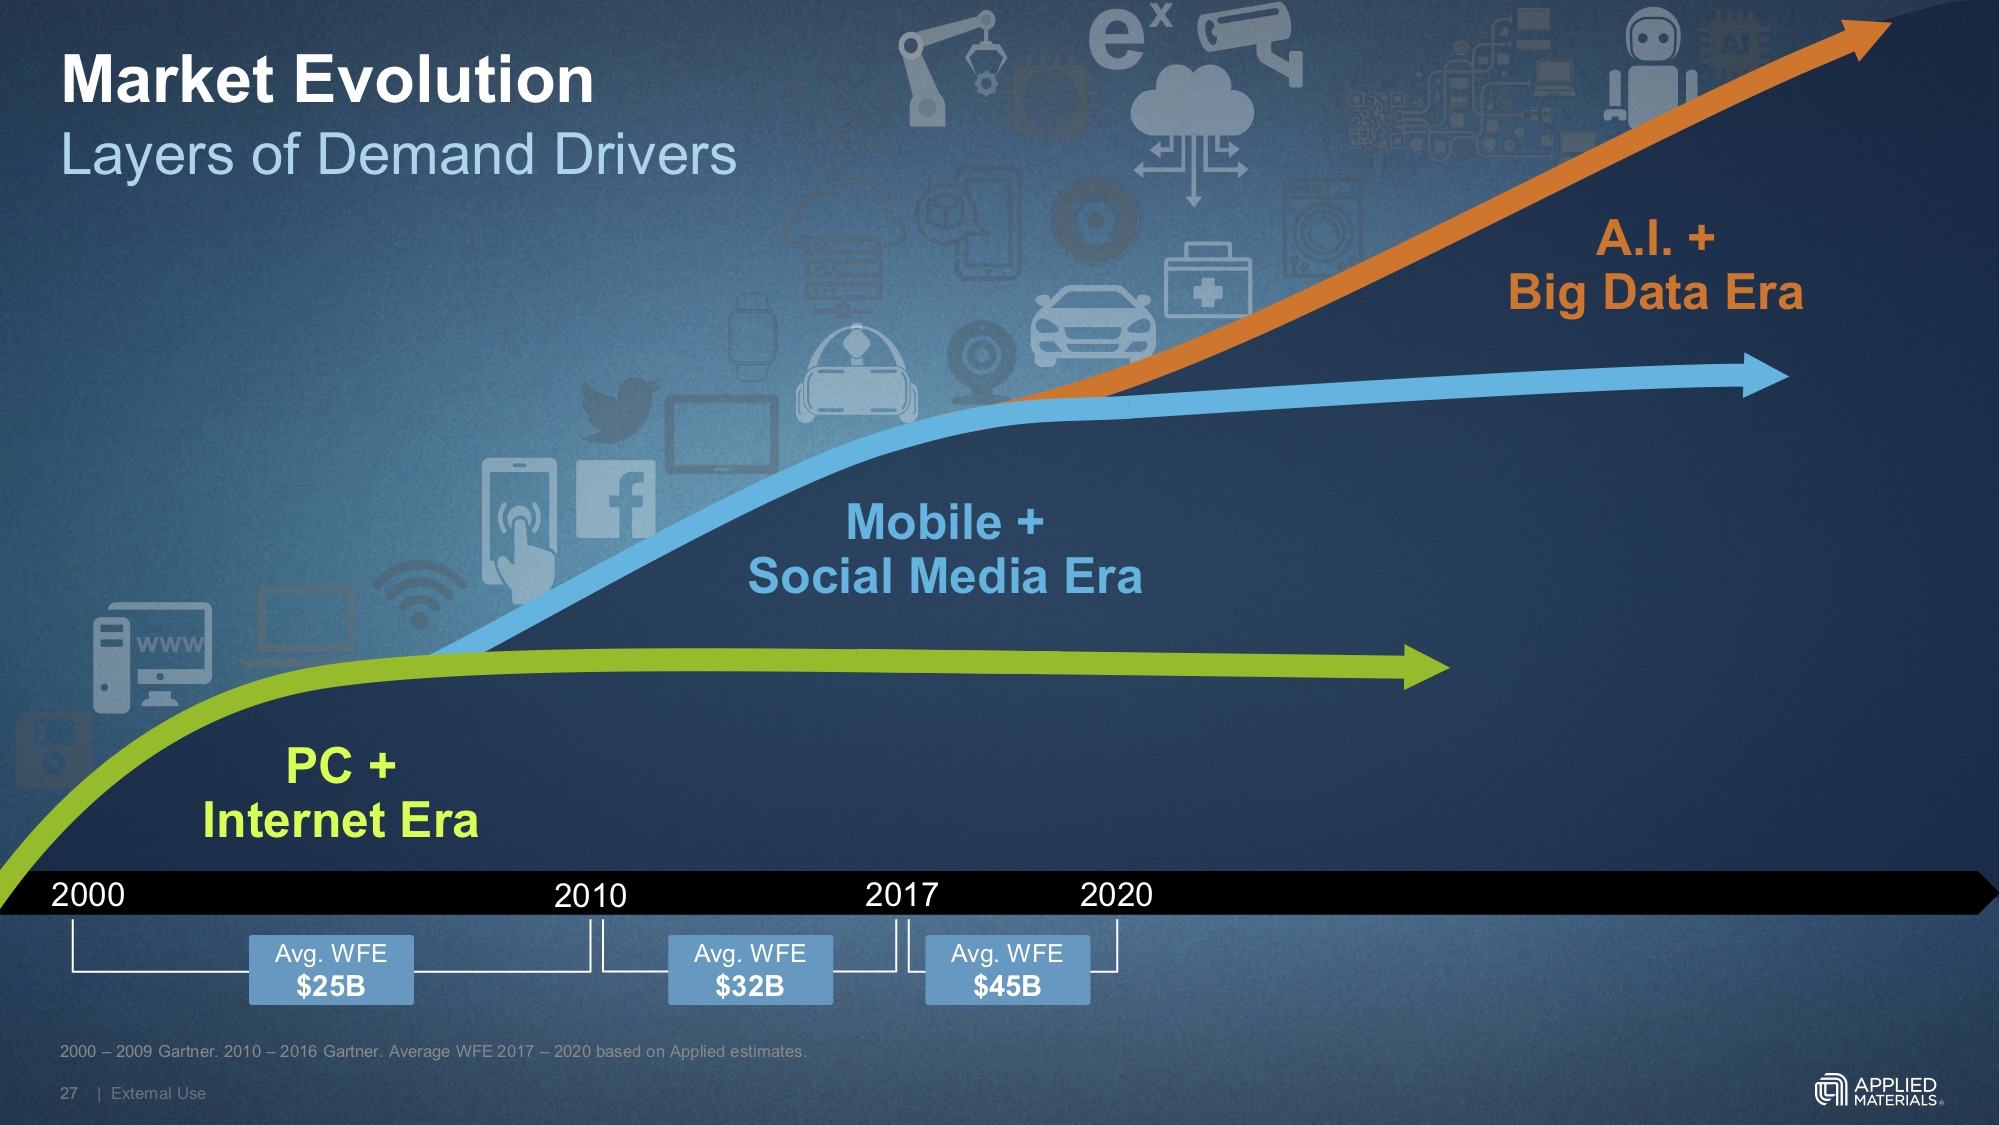 Market Evolution
Layers of Demand Drivers
eˣ
AI
A.I. +
Big Data Era
Mobile +
Social Media Era
www
f
PC +
Internet Era
2000
2010
2017
2020
Avg. WFE
$25B
Avg. WFE
$32B
Avg. WFE
$45B
2000 – 2009 Gartner. 2010 – 2016 Gartner. Average WFE 2017 – 2020 based on Applied estimates.
27 | External Use
APPLIED
MATERIALS®